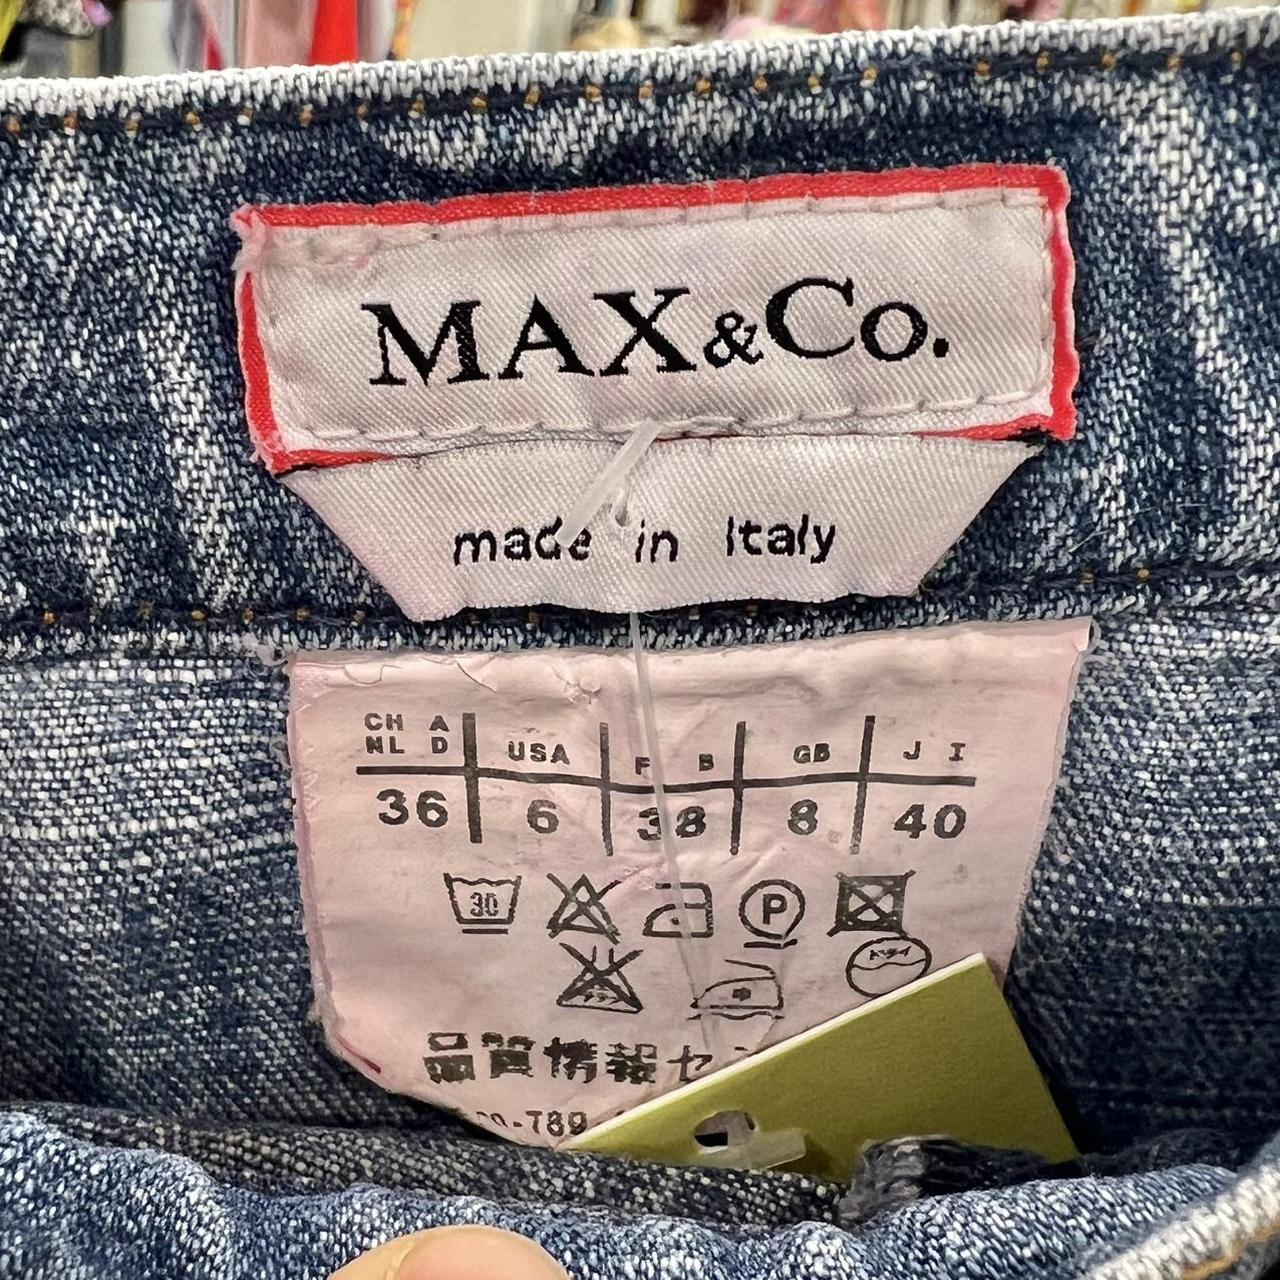 MAX&Co.
made in Italy
CH A
NL D
USA
F B
GB
J I
36 6 38 8 40
30
P
品質情報セ
-789